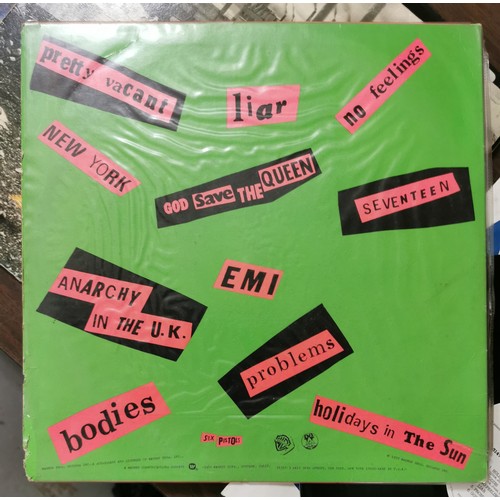 pretty vacant
liar
no feelings
NEW YORK
GOD Save THE QUEEN
SEVENTEEN
EMI
ANARCHY
IN THE U.K.
problems
bodies
holidays in The Sun
SEX PISTOLS